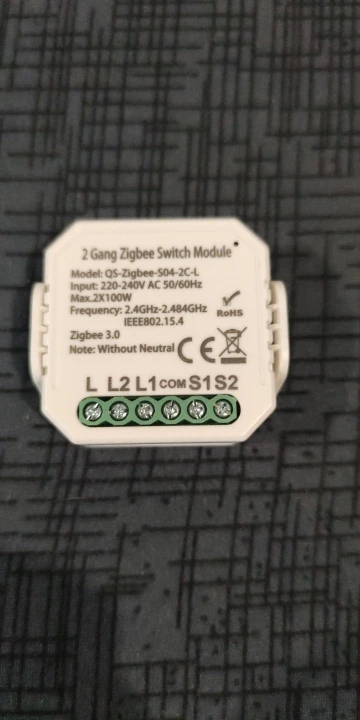 2 Gang Zigbee Switch Module
Model: QS-Zigbee-S04-2C-L
Input: 220-240V AC 50/60Hz
Max.2X100W
Frequency: 2.4GHz-2.484GHz
IEEE802.15.4
RoHS
Zigbee 3.0
Note: Without Neutral
CE
L L2 L1 COM S1 S2